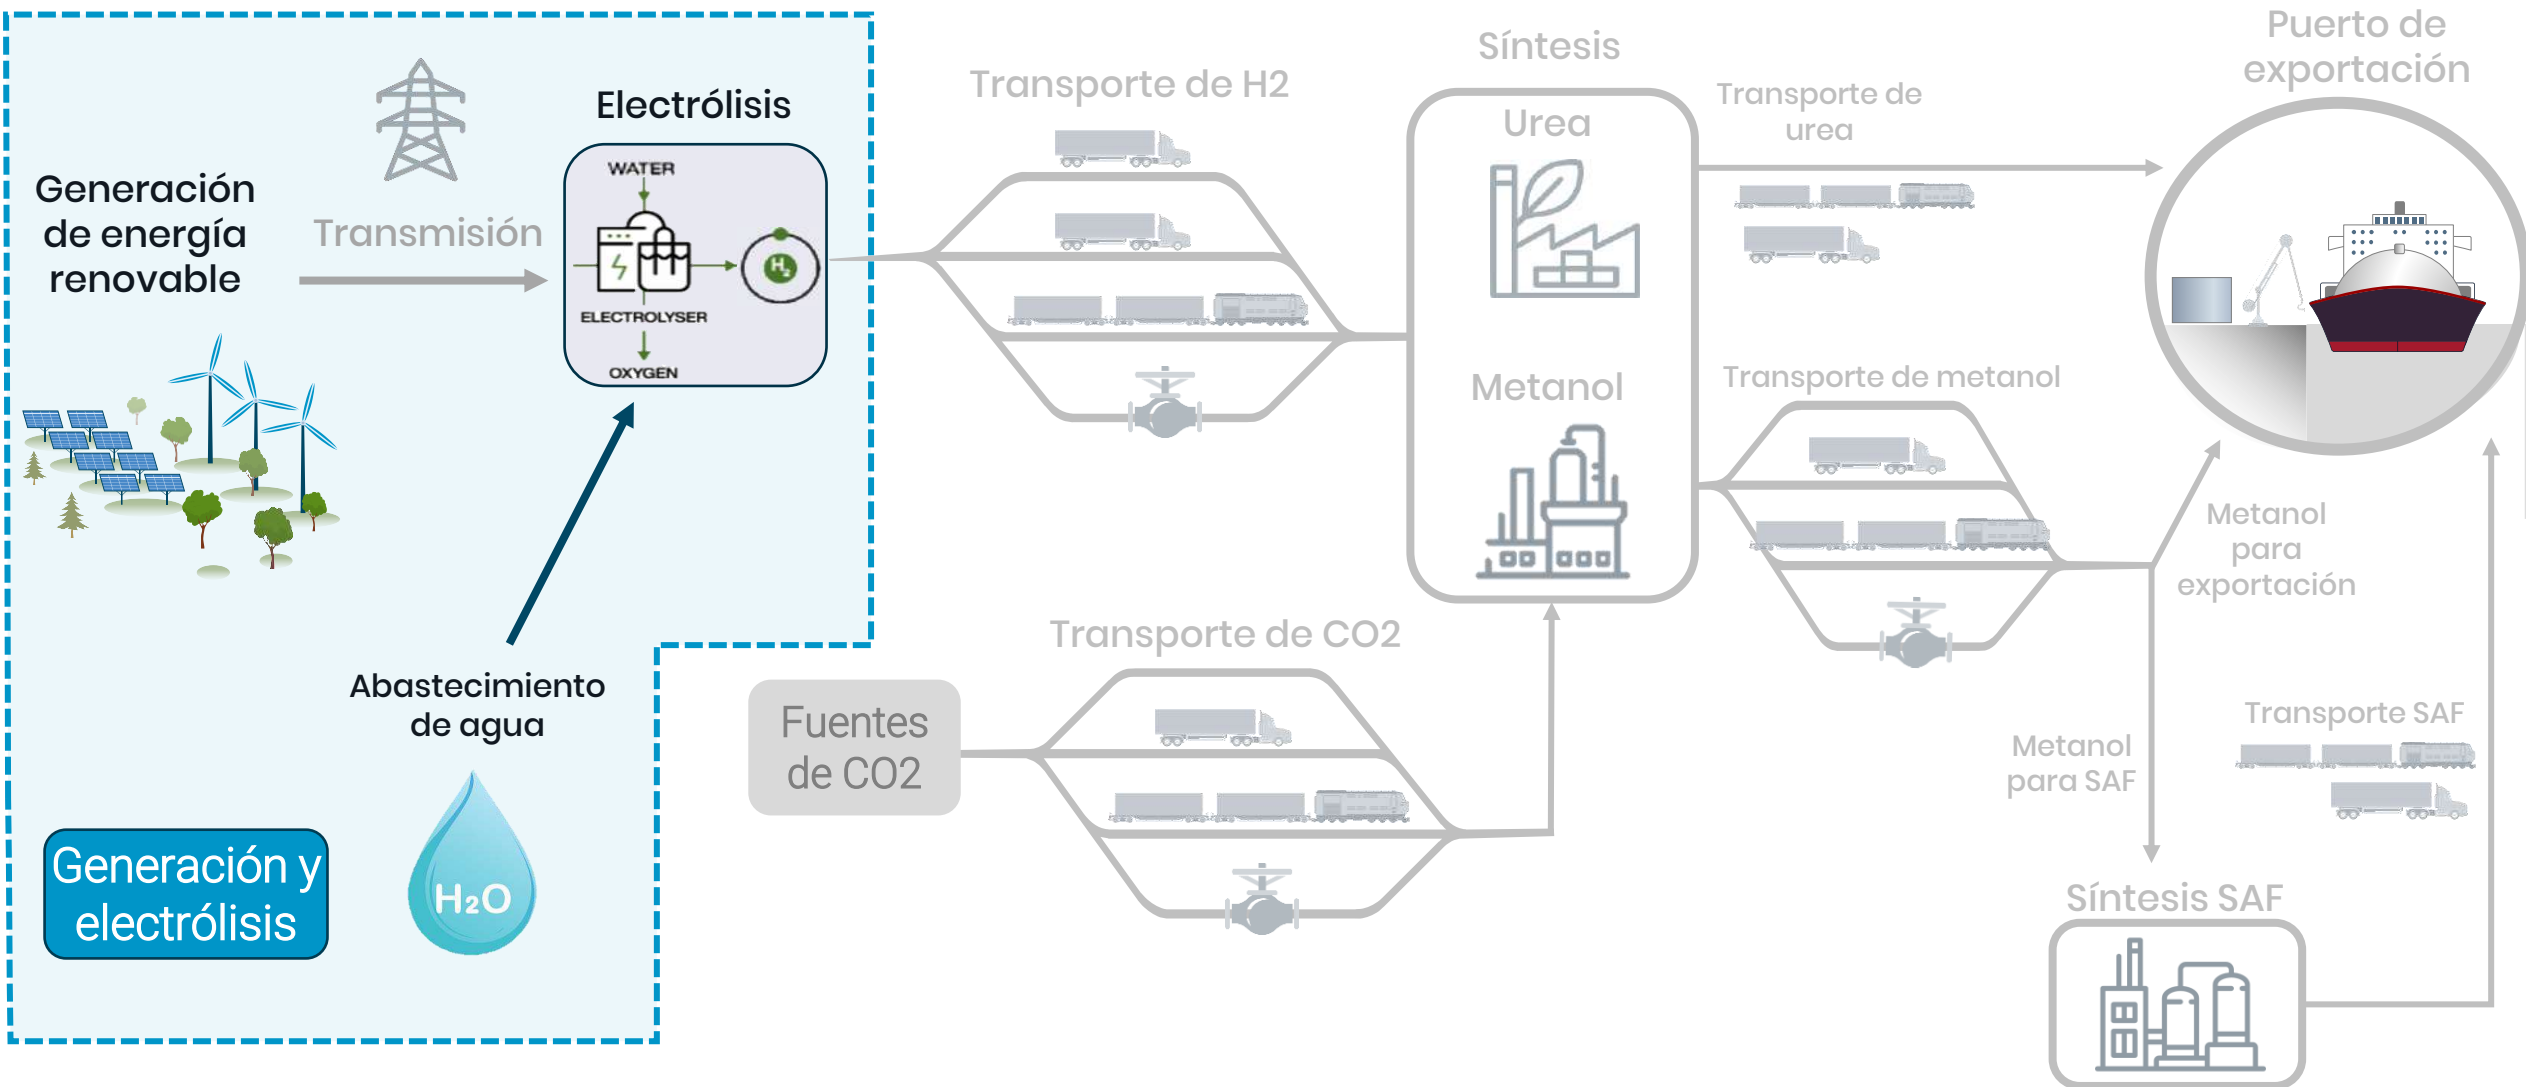 Generación
de energía
renovable
Transmisión
Electrólisis
WATER
H2
ELECTROLYSER
OXYGEN
Abastecimiento
de agua
H₂O
Generación y
electrólisis
Transporte de H2
Fuentes
de CO2
Transporte de CO2
Síntesis
Urea
Metanol
Transporte de
urea
Transporte de metanol
Puerto de
exportación
Metanol
para
exportación
Metanol
para SAF
Transporte SAF
Síntesis SAF